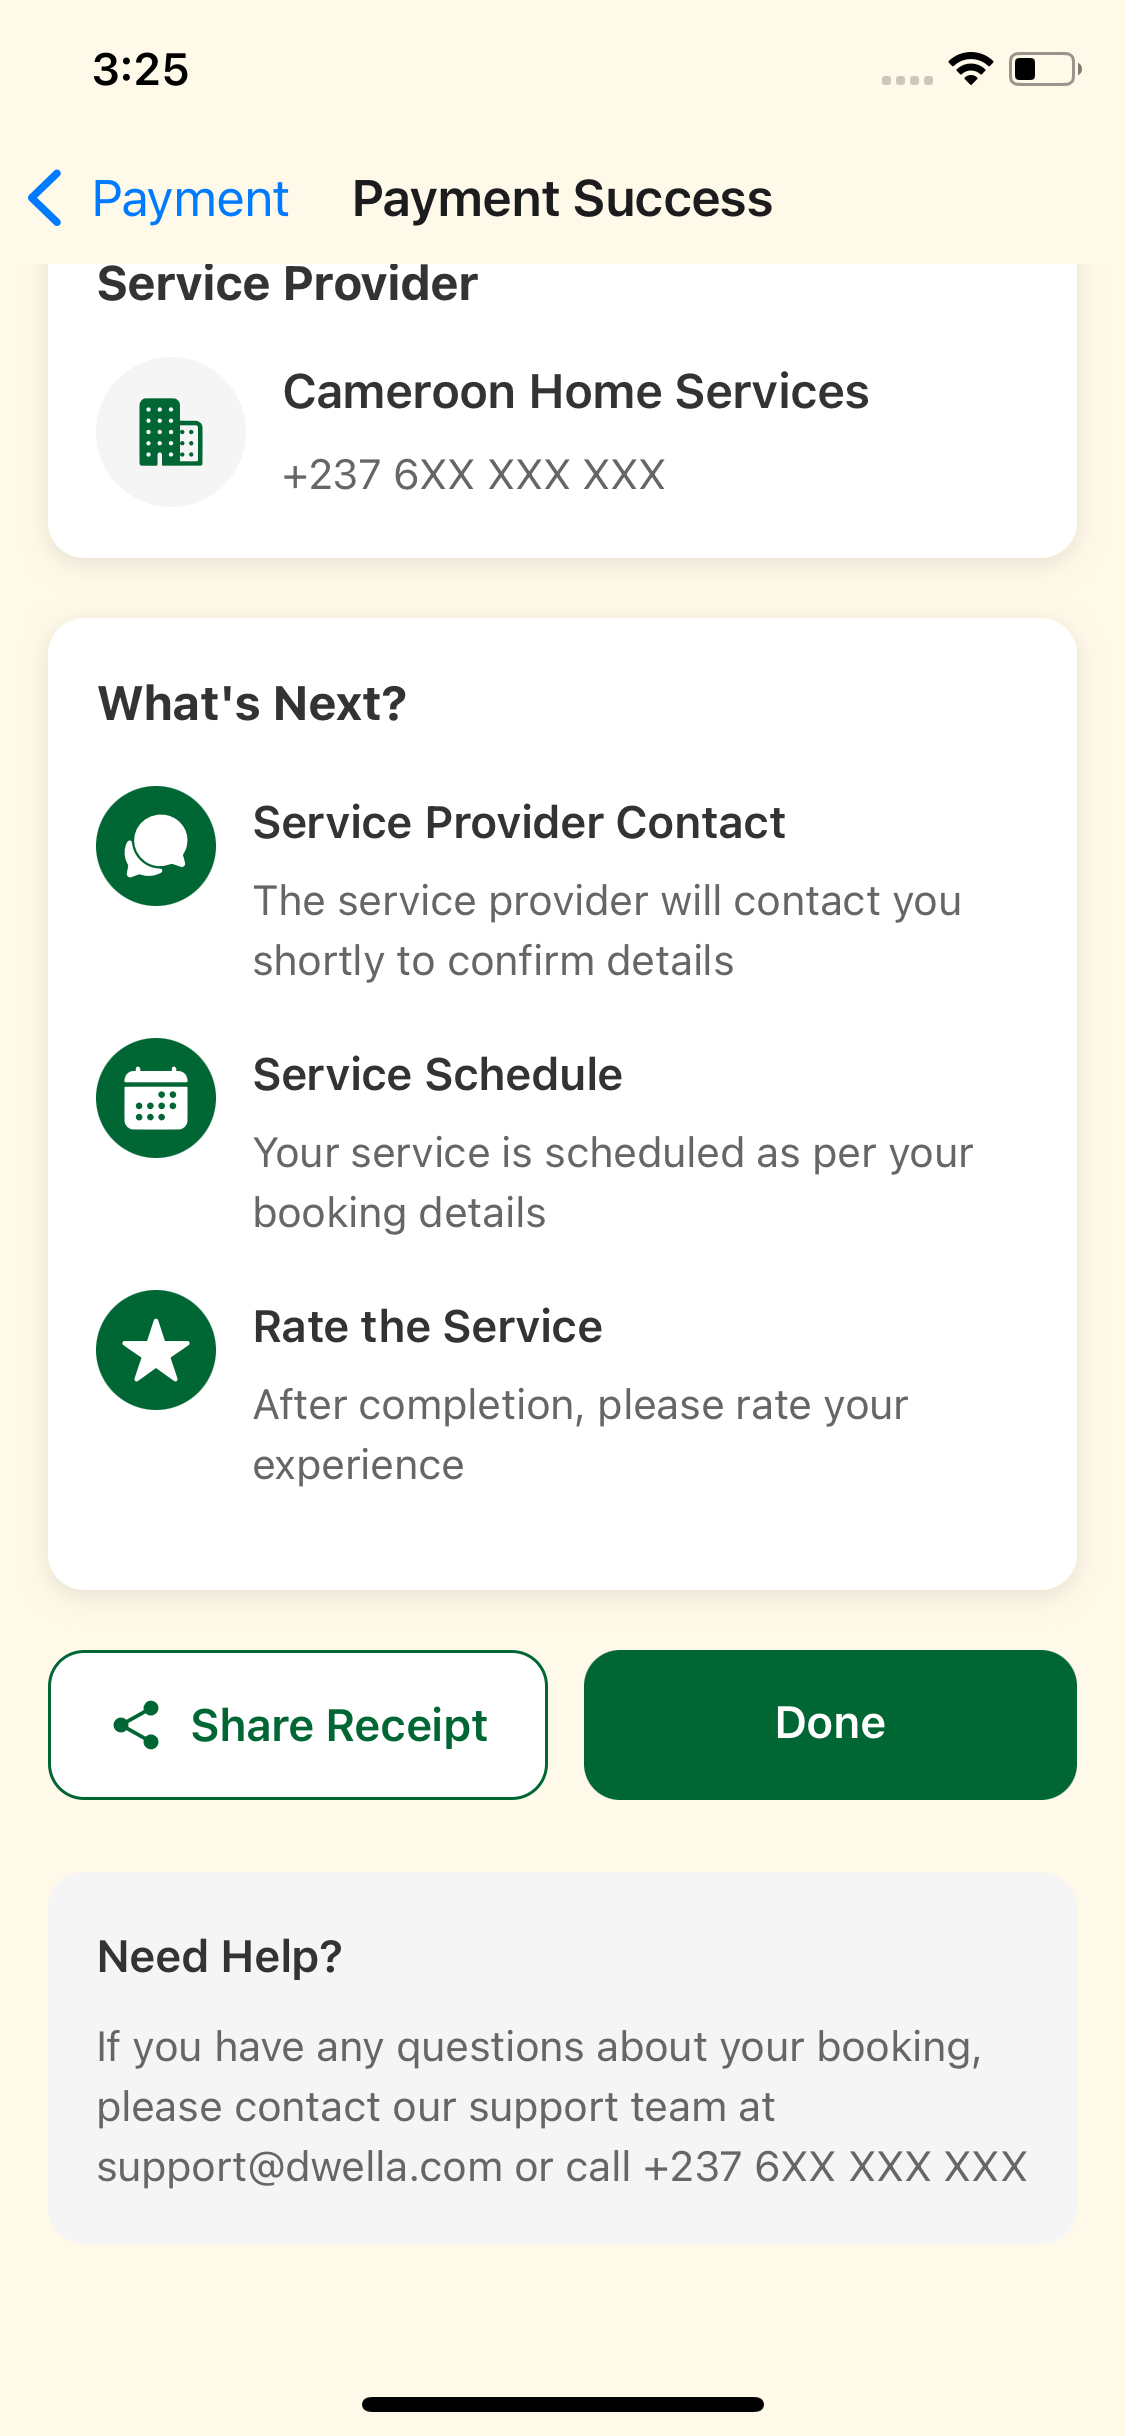 3:25
Payment
Payment Success
Service Provider
Cameroon Home Services
+237 6XX XXX XXX
What's Next?
Service Provider Contact
The service provider will contact you
shortly to confirm details
Service Schedule
Your service is scheduled as per your
booking details
Rate the Service
After completion, please rate your
experience
Share Receipt
Done
Need Help?
If you have any questions about your booking,
please contact our support team at
support@dwella.com or call +237 6XX XXX XXX